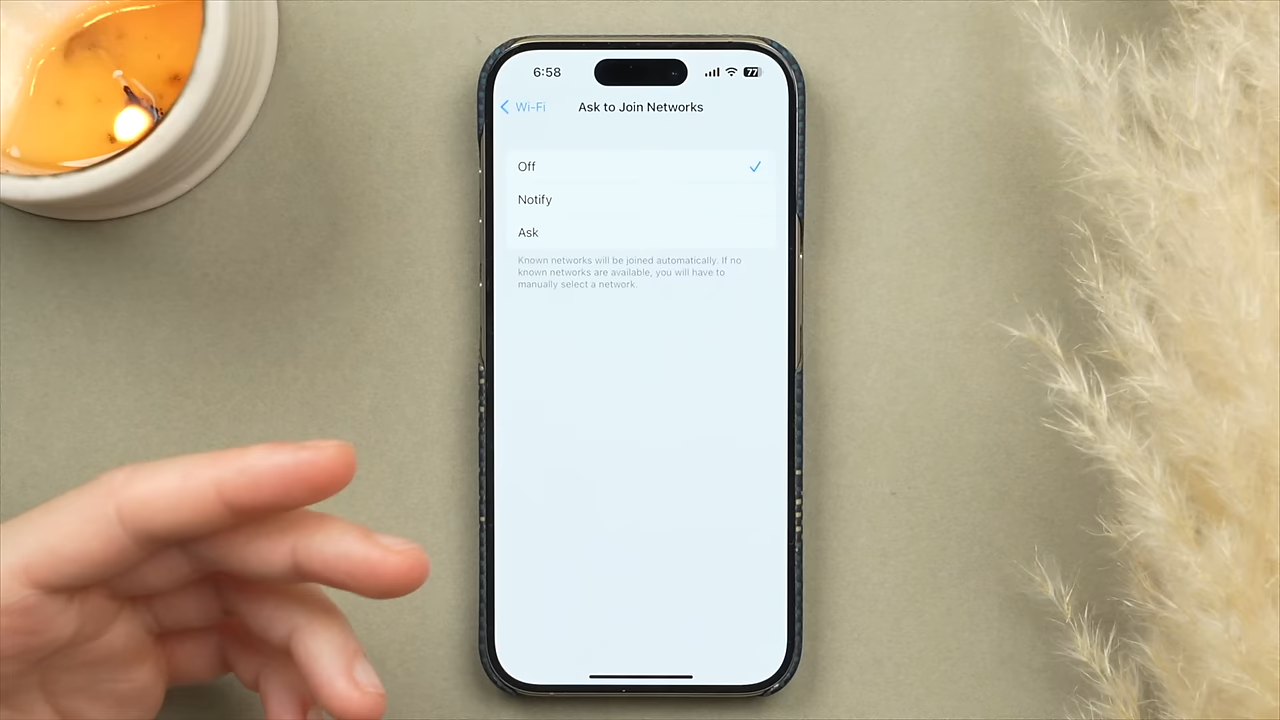 6:58
77
Wi-Fi
Ask to Join Networks
Off
Notify
Ask
Known networks will be joined automatically. If no
known networks are available, you will have to
manually select a network.